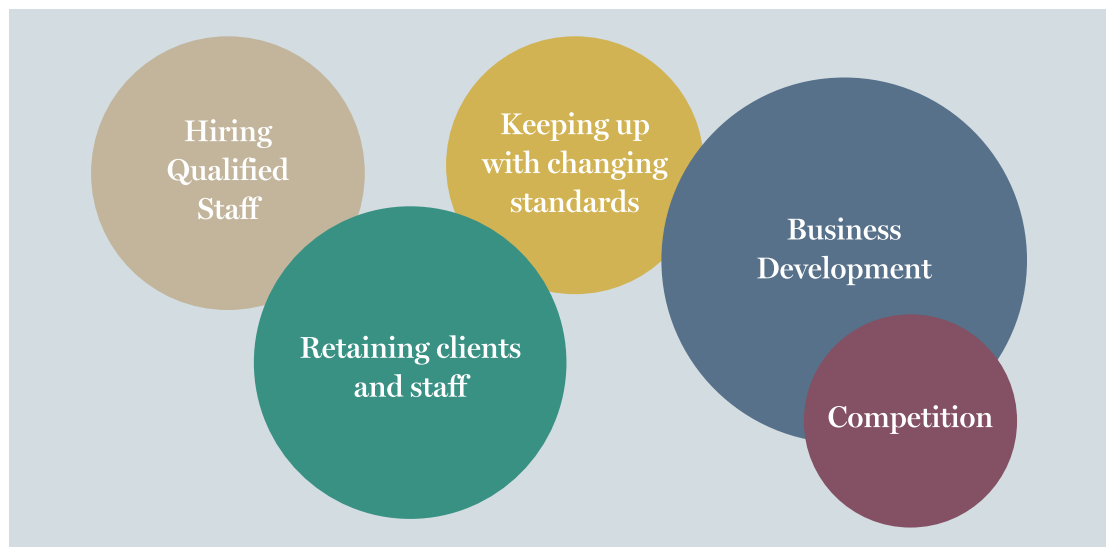 Hiring
Qualified
Staff
Keeping up
with changing
standards
Business
Development
Retaining clients
and staff
Competition